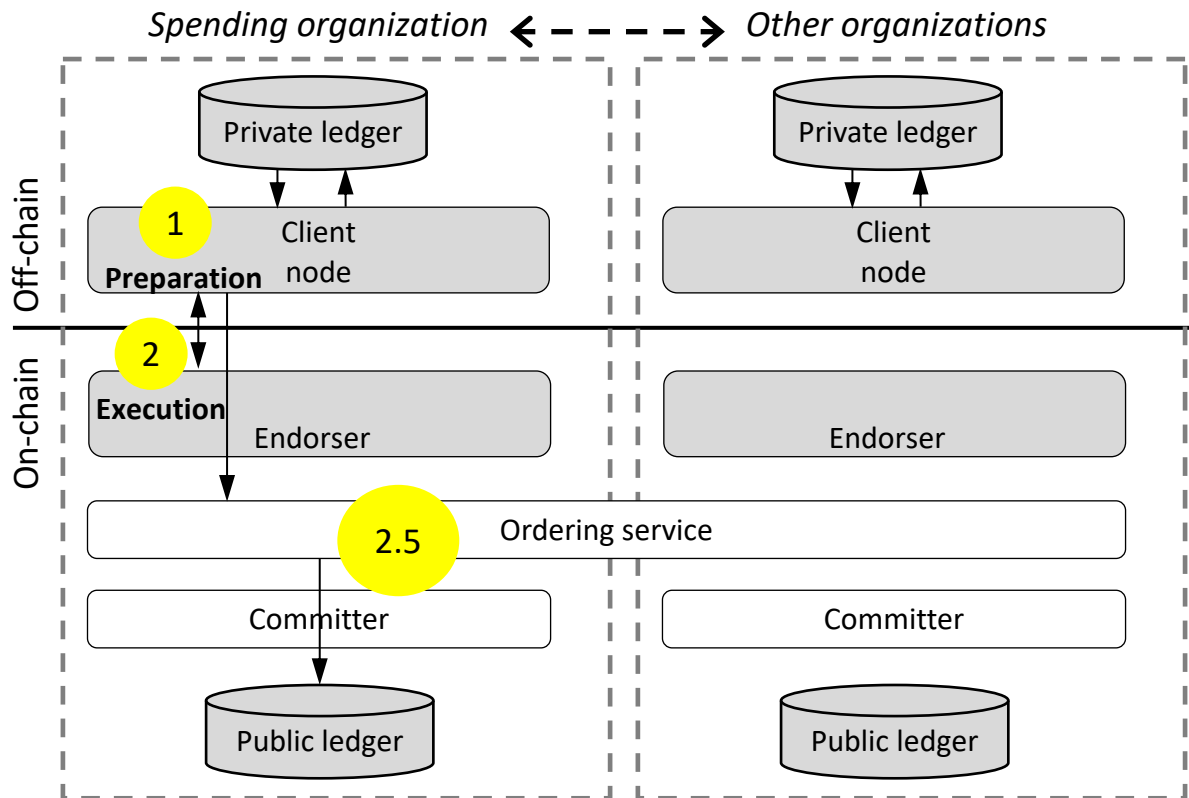 Spending organization
Other organizations
Off-chain
On-chain
Private ledger
Private ledger
1
Client
node
Preparation
Client
node
2
Execution
Endorser
Endorser
2.5
Ordering service
Committer
Committer
Public ledger
Public ledger